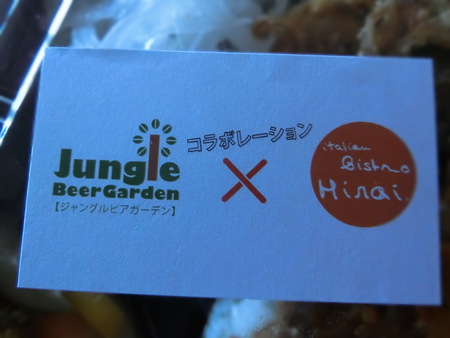 Jungle
BeerGarden
【ジャングルビアガーデン】
コラボレーション
×
italian
Bistro
Hirai